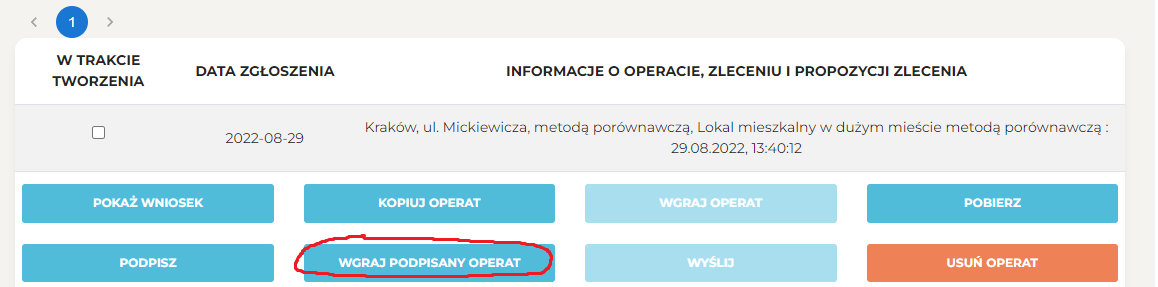 1
W TRAKCIE
TWORZENIA
DATA ZGŁOSZENIA
INFORMACJE O OPERACIE, ZLECENIU I PROPOZYCJI ZLECENIA
2022-08-29
Kraków, ul. Mickiewicza, metodą porównawczą, Lokal mieszkalny w dużym mieście metodą porównawczą :
29.08.2022, 13:40:12
POKAŻ WNIOSEK
KOPIUJ OPERAT
WGRAJ OPERAT
POBIERZ
PODPISZ
WGRAJ PODPISANY OPERAT
WYŚLIJ
USUŃ OPERAT